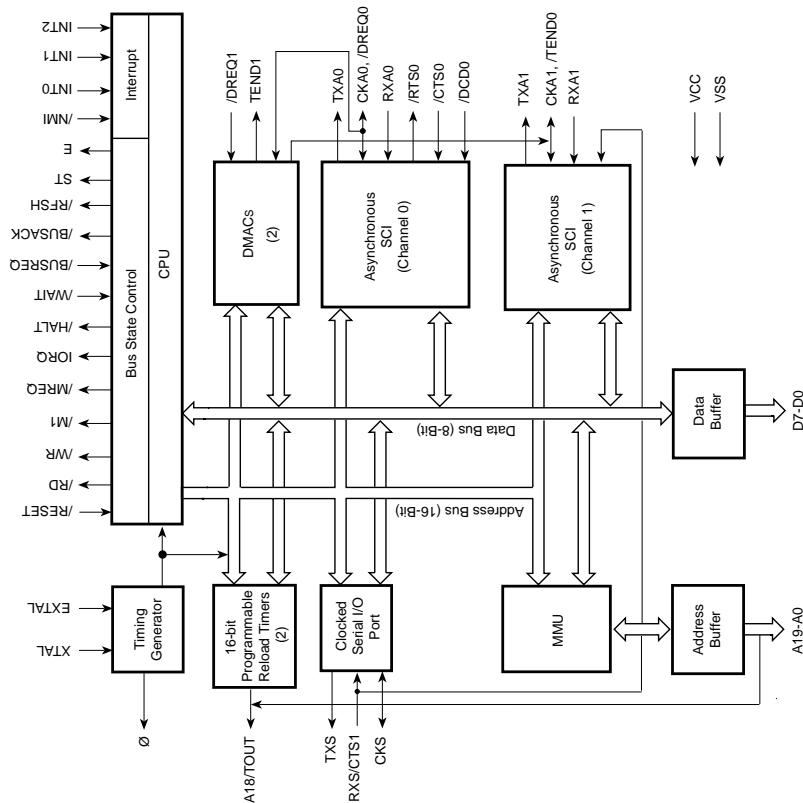 INT2
INT1
INT0
/NMI
E
ST
/RFSH
/BUSACK
/BUSREQ
/WAIT
/HALT
IORQ
/MREQ
/M1
/WR
/RD
/RESET
EXTAL
XTAL
Interrupt
Bus State Control
CPU
Timing
Generator
Ø
/DREQ1
TEND1
TXA0
CKA0, /DREQ0
RXA0
/RTS0
/CTS0
/DCD0
TXA1
CKA1, /TEND0
RXA1
VCC
VSS
DMACs
(2)
Asynchronous
SCI
(Channel 0)
Asynchronous
SCI
(Channel 1)
Data Bus (8-Bit)
Address Bus (16-Bit)
16-bit
Programmable
Reload Timers
(2)
Clocked
Serial I/O
Port
MMU
Data
Buffer
Address
Buffer
D7-D0
A19-A0
A18/TOUT
TXS
RXS/CTS1
CKS